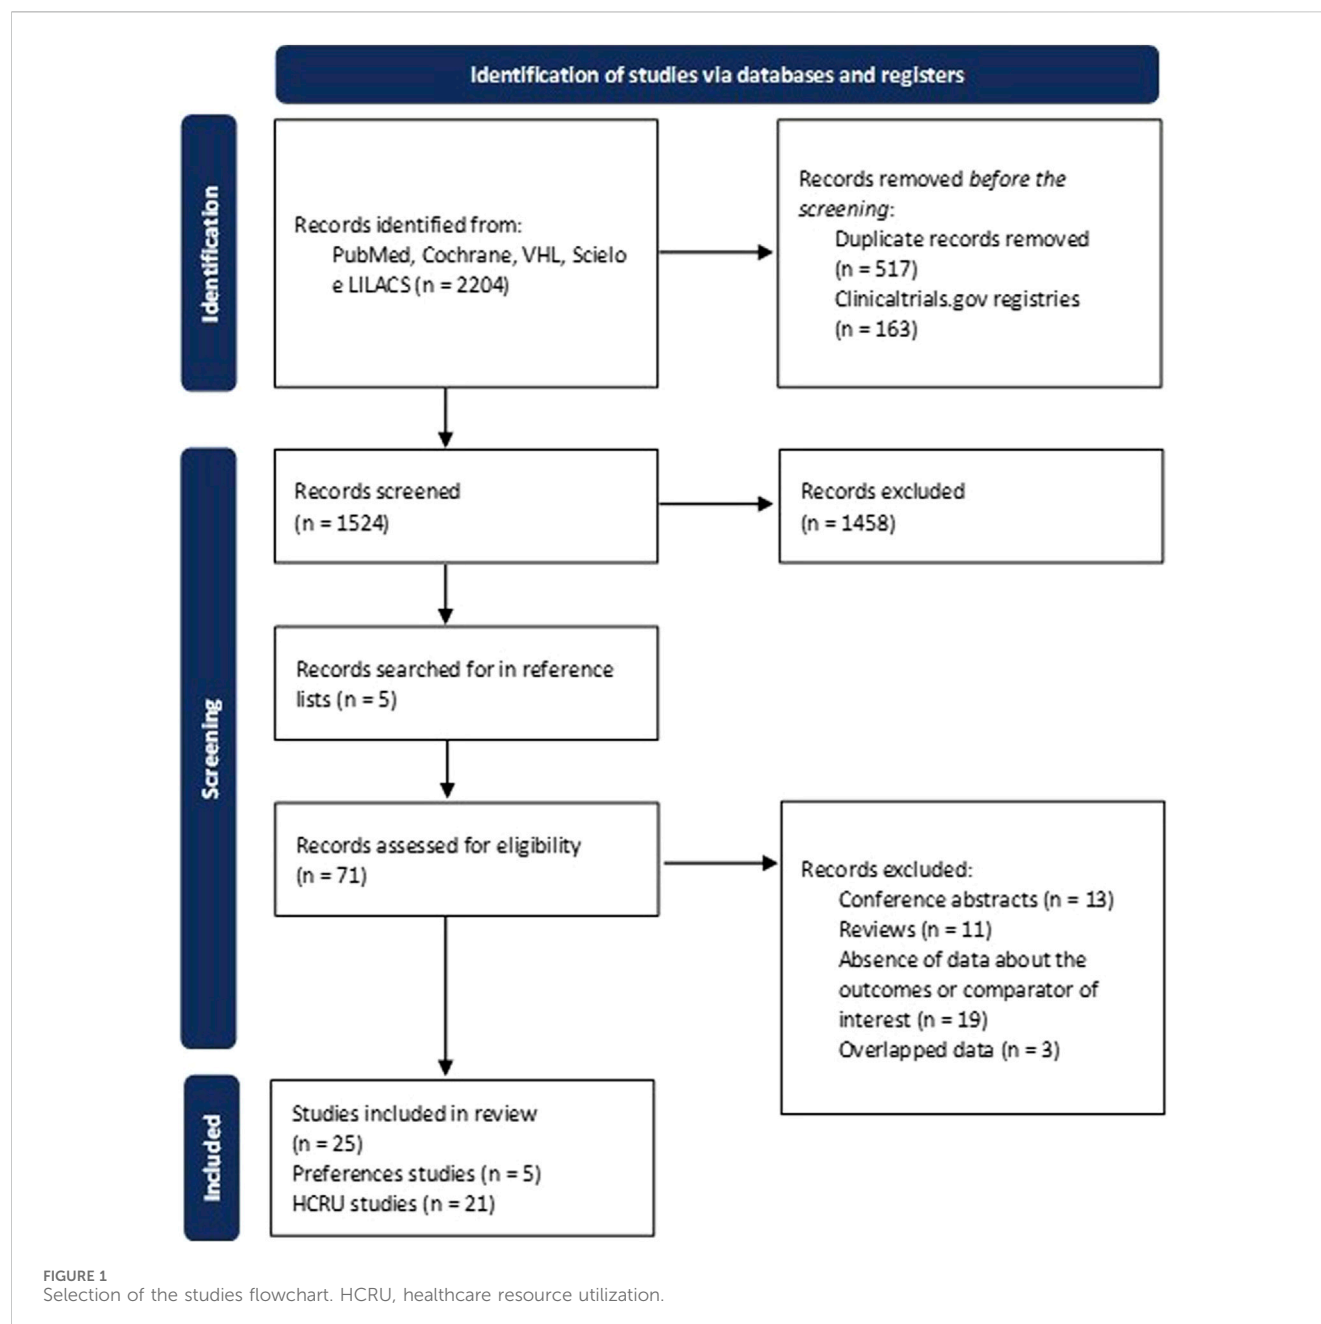 Identification of studies via databases and registers
Identification
Records identified from:
PubMed, Cochrane, VHL, Scielo
e LILACS (n = 2204)
Records removed before the
screening:
Duplicate records removed
(n = 517)
Clinicaltrials.gov registries
(n = 163)
Screening
Records screened
(n = 1524)
Records excluded
(n = 1458)
Records searched for in reference
lists (n = 5)
Records assessed for eligibility
(n = 71)
Records excluded:
Conference abstracts (n = 13)
Reviews (n = 11)
Absence of data about the
outcomes or comparator of
interest (n = 19)
Overlapped data (n = 3)
Included
Studies included in review
(n = 25)
Preferences studies (n = 5)
HCRU studies (n = 21)
FIGURE 1
Selection of the studies flowchart. HCRU, healthcare resource utilization.